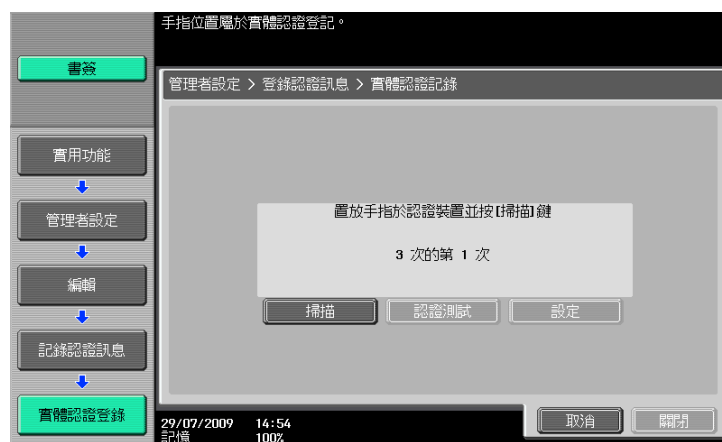 手指位置屬於實體認證登記。
書簽
管理者設定 > 登錄認證訊息 > 實體認證記錄
實用功能
管理者設定
編輯
記錄認證訊息
實體認證登錄
置放手指於認證裝置並按[掃描]鍵
3 次的第 1 次
掃描
認證測試
設定
取消
關閉
29/07/2009 14:54
記憶 100%